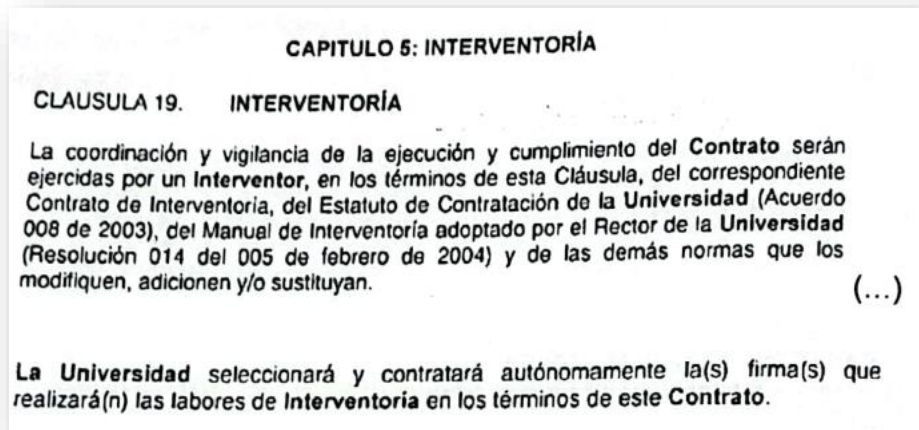 CAPITULO 5: INTERVENTORÍA
CLAUSULA 19. INTERVENTORÍA
La coordinación y vigilancia de la ejecución y cumplimiento del Contrato serán
ejercidas por un Interventor, en los términos de esta Cláusula, del correspondiente
Contrato de Interventoria, del Estatuto de Contratación de la Universidad (Acuerdo
008 de 2003), del Manual de Interventoría adoptado por el Rector de la Universidad
(Resolución 014 del 005 de febrero de 2004) y de las demás normas que los
modifiquen, adicionen y/o sustituyan.
(...)
La Universidad seleccionará y contratará autónomamente la(s) firma(s) que
realizará(n) las labores de Interventoria en los términos de este Contrato.